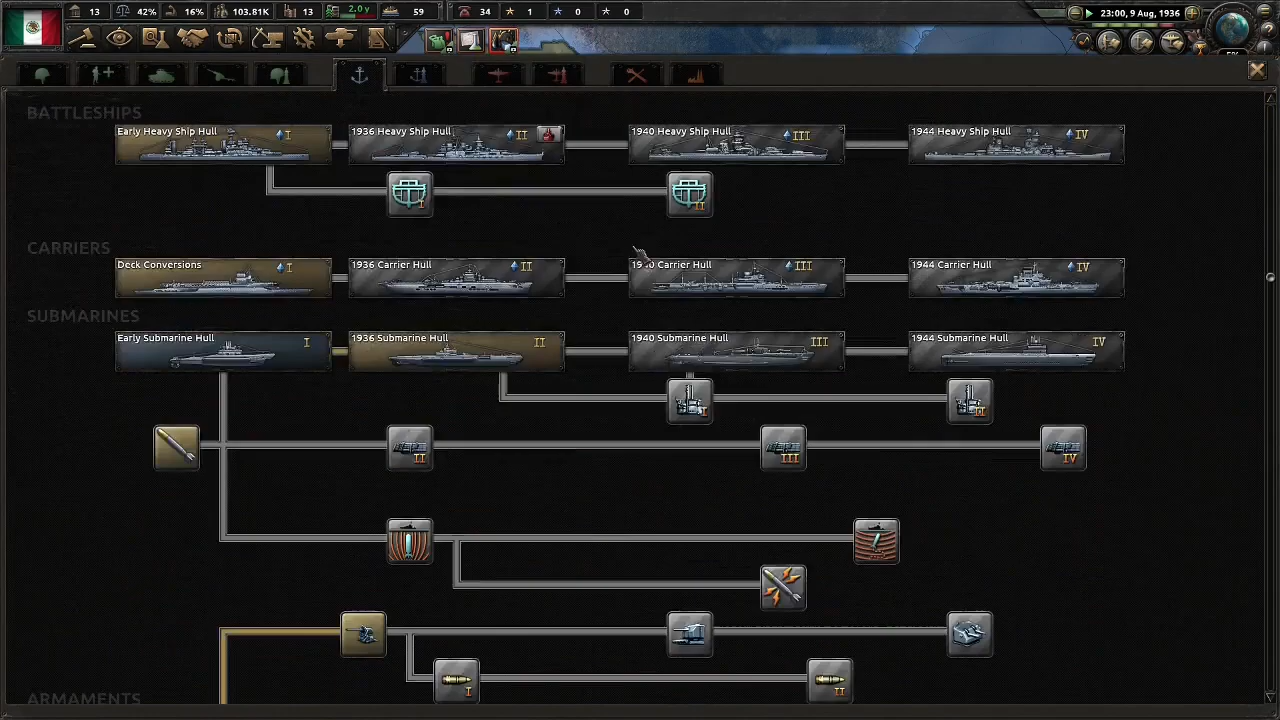 13 42% 16% 103.81K 13 2.0 y 59 34 1 0 0 23:00, 9 Aug, 1936
BATTLESHIPS
Early Heavy Ship Hull I 1936 Heavy Ship Hull II 1940 Heavy Ship Hull III 1944 Heavy Ship Hull IV
I II
CARRIERS
Deck Conversions I 1936 Carrier Hull II 1940 Carrier Hull III 1944 Carrier Hull IV
SUBMARINES
Early Submarine Hull I 1936 Submarine Hull II 1940 Submarine Hull III 1944 Submarine Hull IV
I II
II III IV
I II
ARMAMENTS